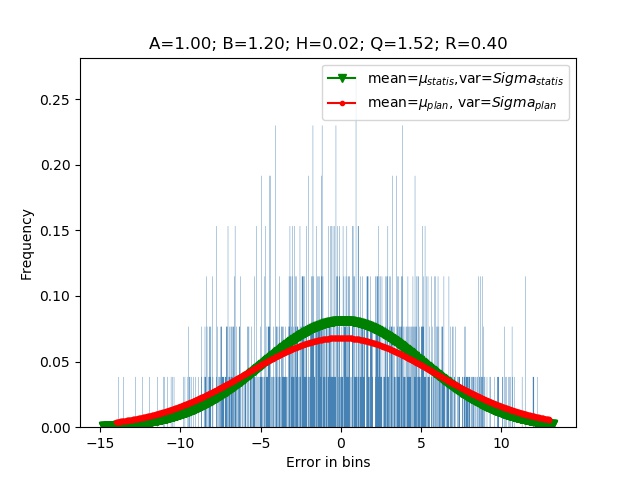 A=1.00; B=1.20; H=0.02; Q=1.52; R=0.40
mean=μstatis,var=Sigmastatis
mean=μplan, var=Sigmaplan
0.25
0.20
0.15
0.10
0.05
0.00
Frequency
−15 −10 −5 0 5 10
Error in bins